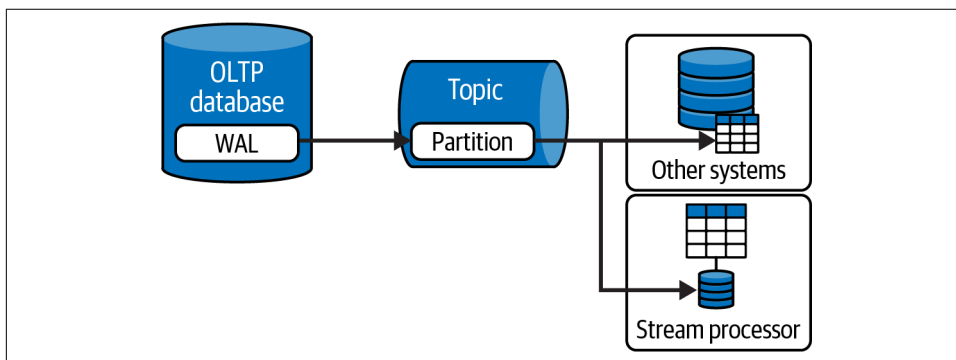 OLTP
database
WAL
Topic
Partition
Other systems
Stream processor